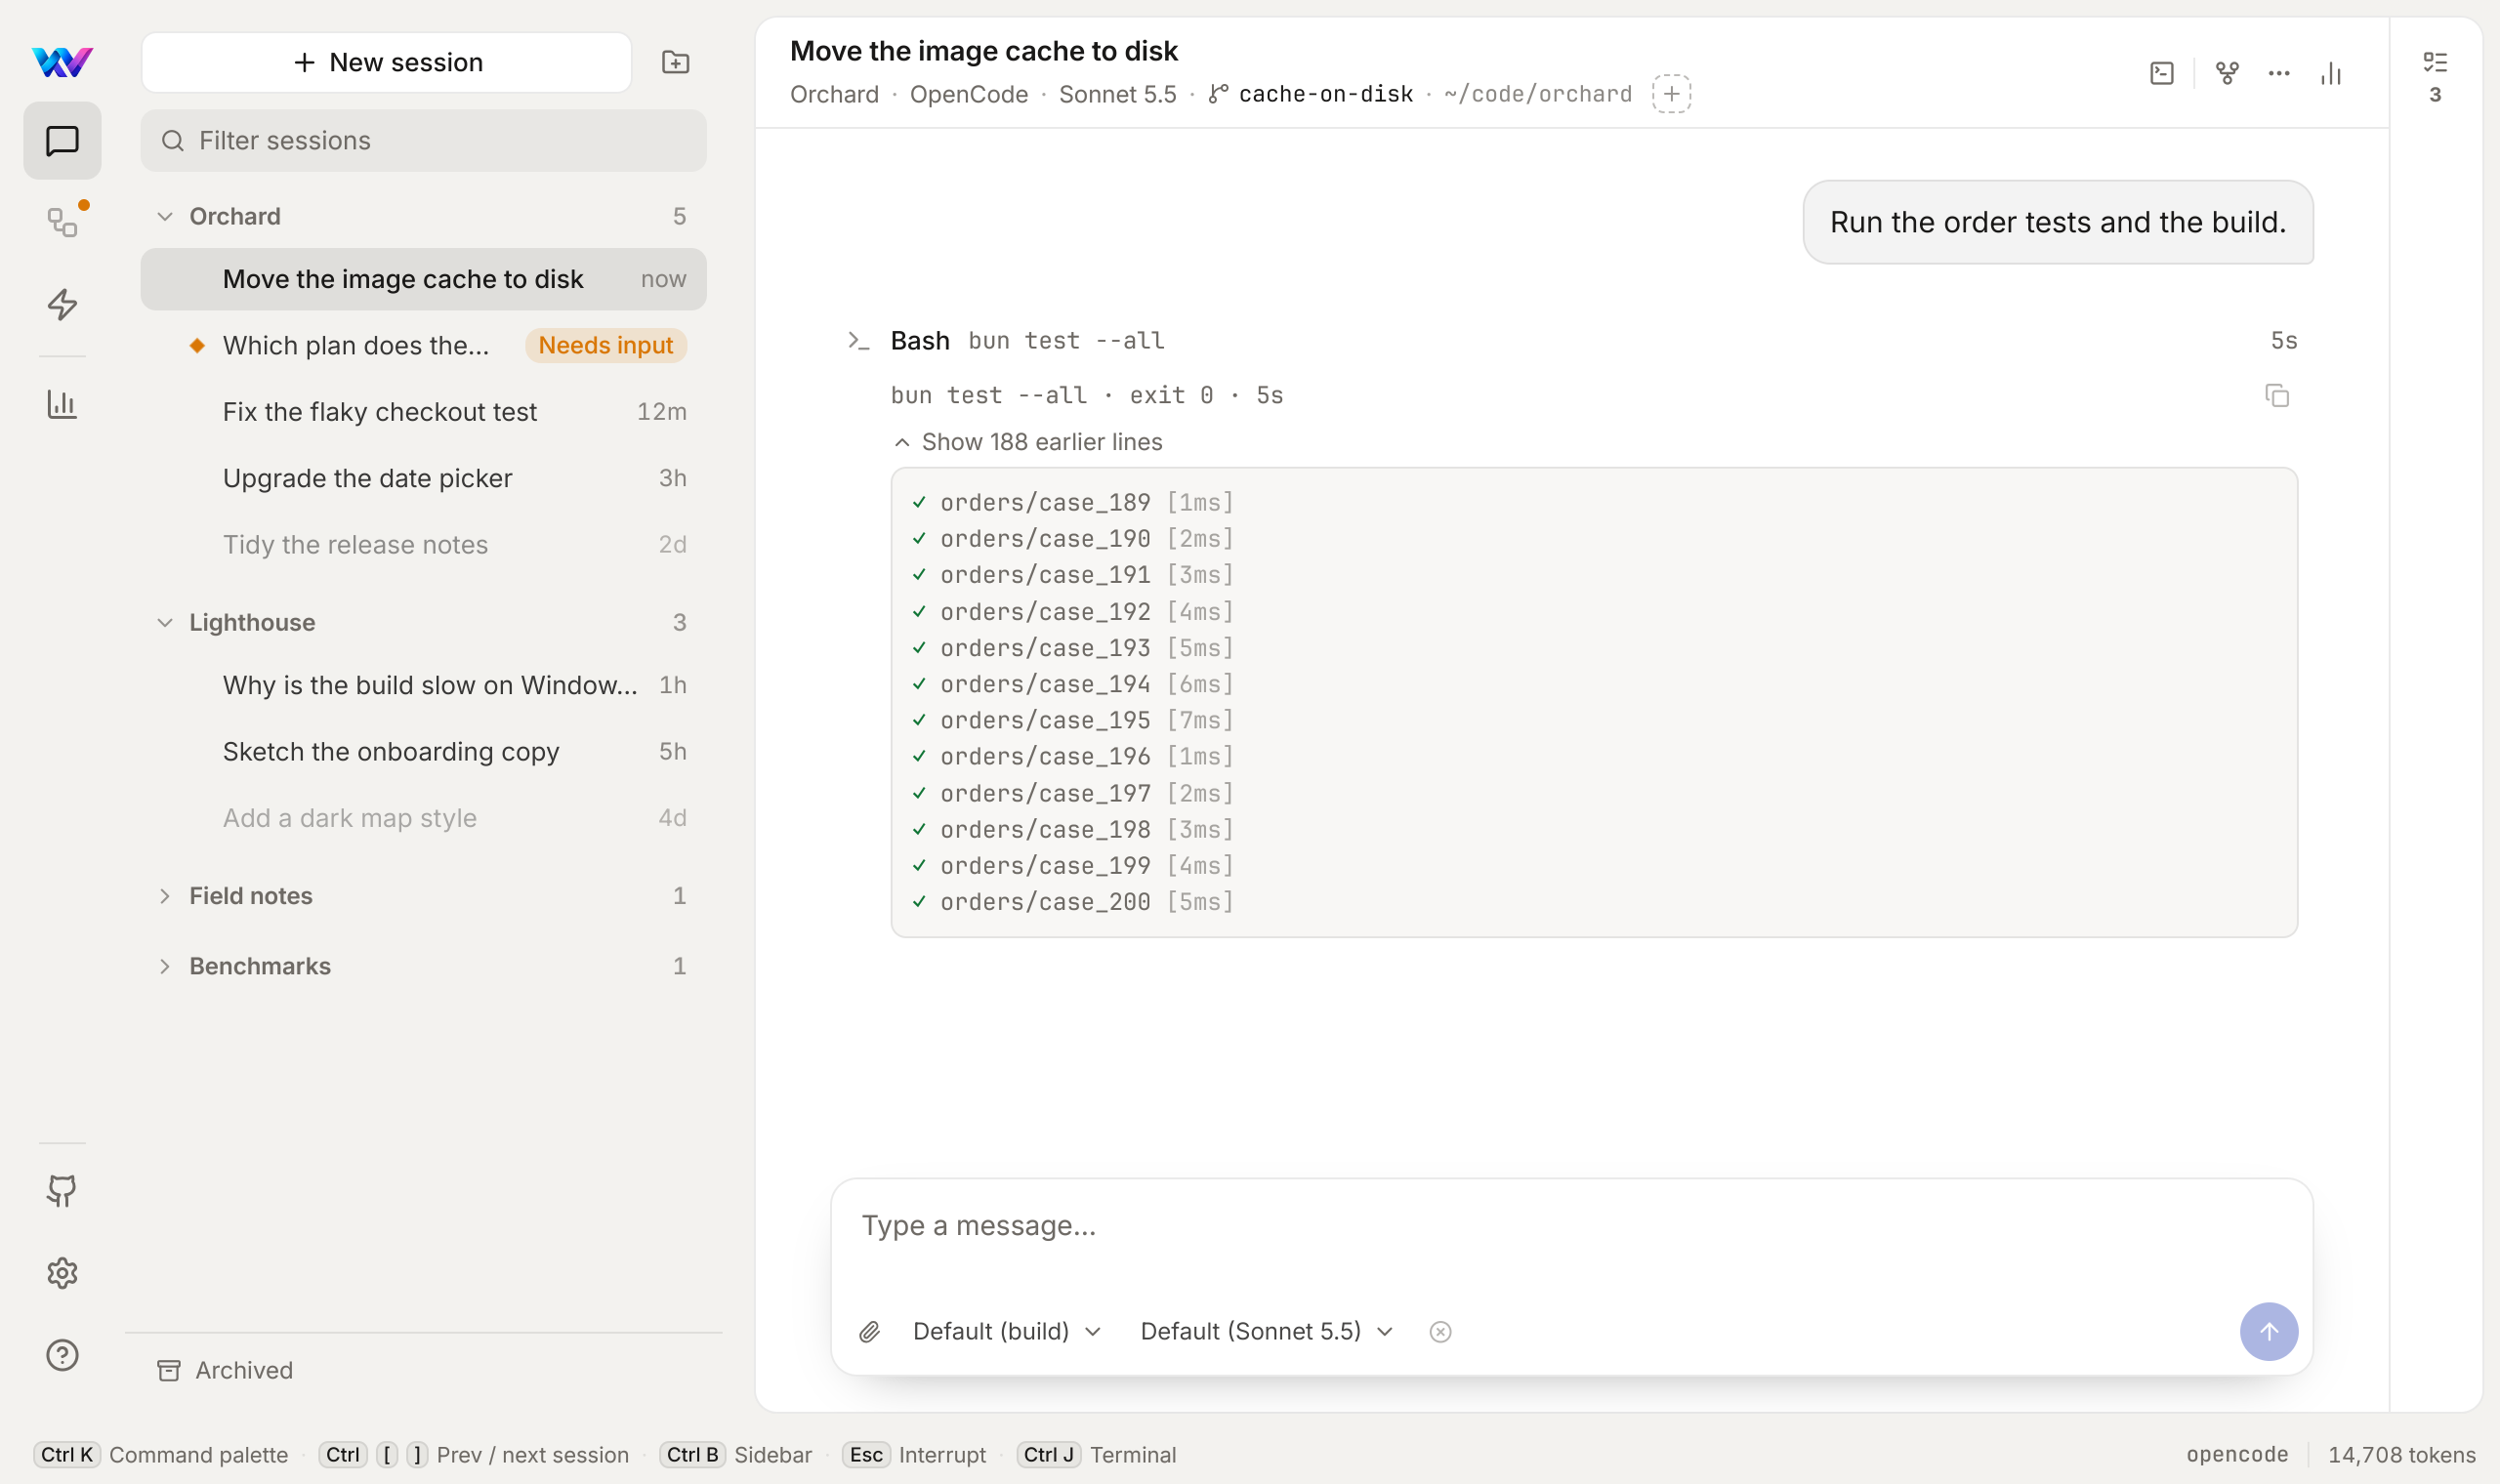 New session
Filter sessions
Orchard 5
Move the image cache to disk now
Which plan does the... Needs input
Fix the flaky checkout test 12m
Upgrade the date picker 3h
Tidy the release notes 2d
Lighthouse 3
Why is the build slow on Window... 1h
Sketch the onboarding copy 5h
Add a dark map style 4d
Field notes 1
Benchmarks 1
Archived
Move the image cache to disk
Orchard · OpenCode · Sonnet 5.5 · cache-on-disk · ~/code/orchard
3
Run the order tests and the build.
Bash bun test --all 5s
bun test --all · exit 0 · 5s
Show 188 earlier lines
✓ orders/case_189 [1ms]
✓ orders/case_190 [2ms]
✓ orders/case_191 [3ms]
✓ orders/case_192 [4ms]
✓ orders/case_193 [5ms]
✓ orders/case_194 [6ms]
✓ orders/case_195 [7ms]
✓ orders/case_196 [1ms]
✓ orders/case_197 [2ms]
✓ orders/case_198 [3ms]
✓ orders/case_199 [4ms]
✓ orders/case_200 [5ms]
Type a message...
Default (build) Default (Sonnet 5.5)
Ctrl K Command palette · Ctrl [ ] Prev / next session · Ctrl B Sidebar · Esc Interrupt · Ctrl J Terminal
opencode 14,708 tokens